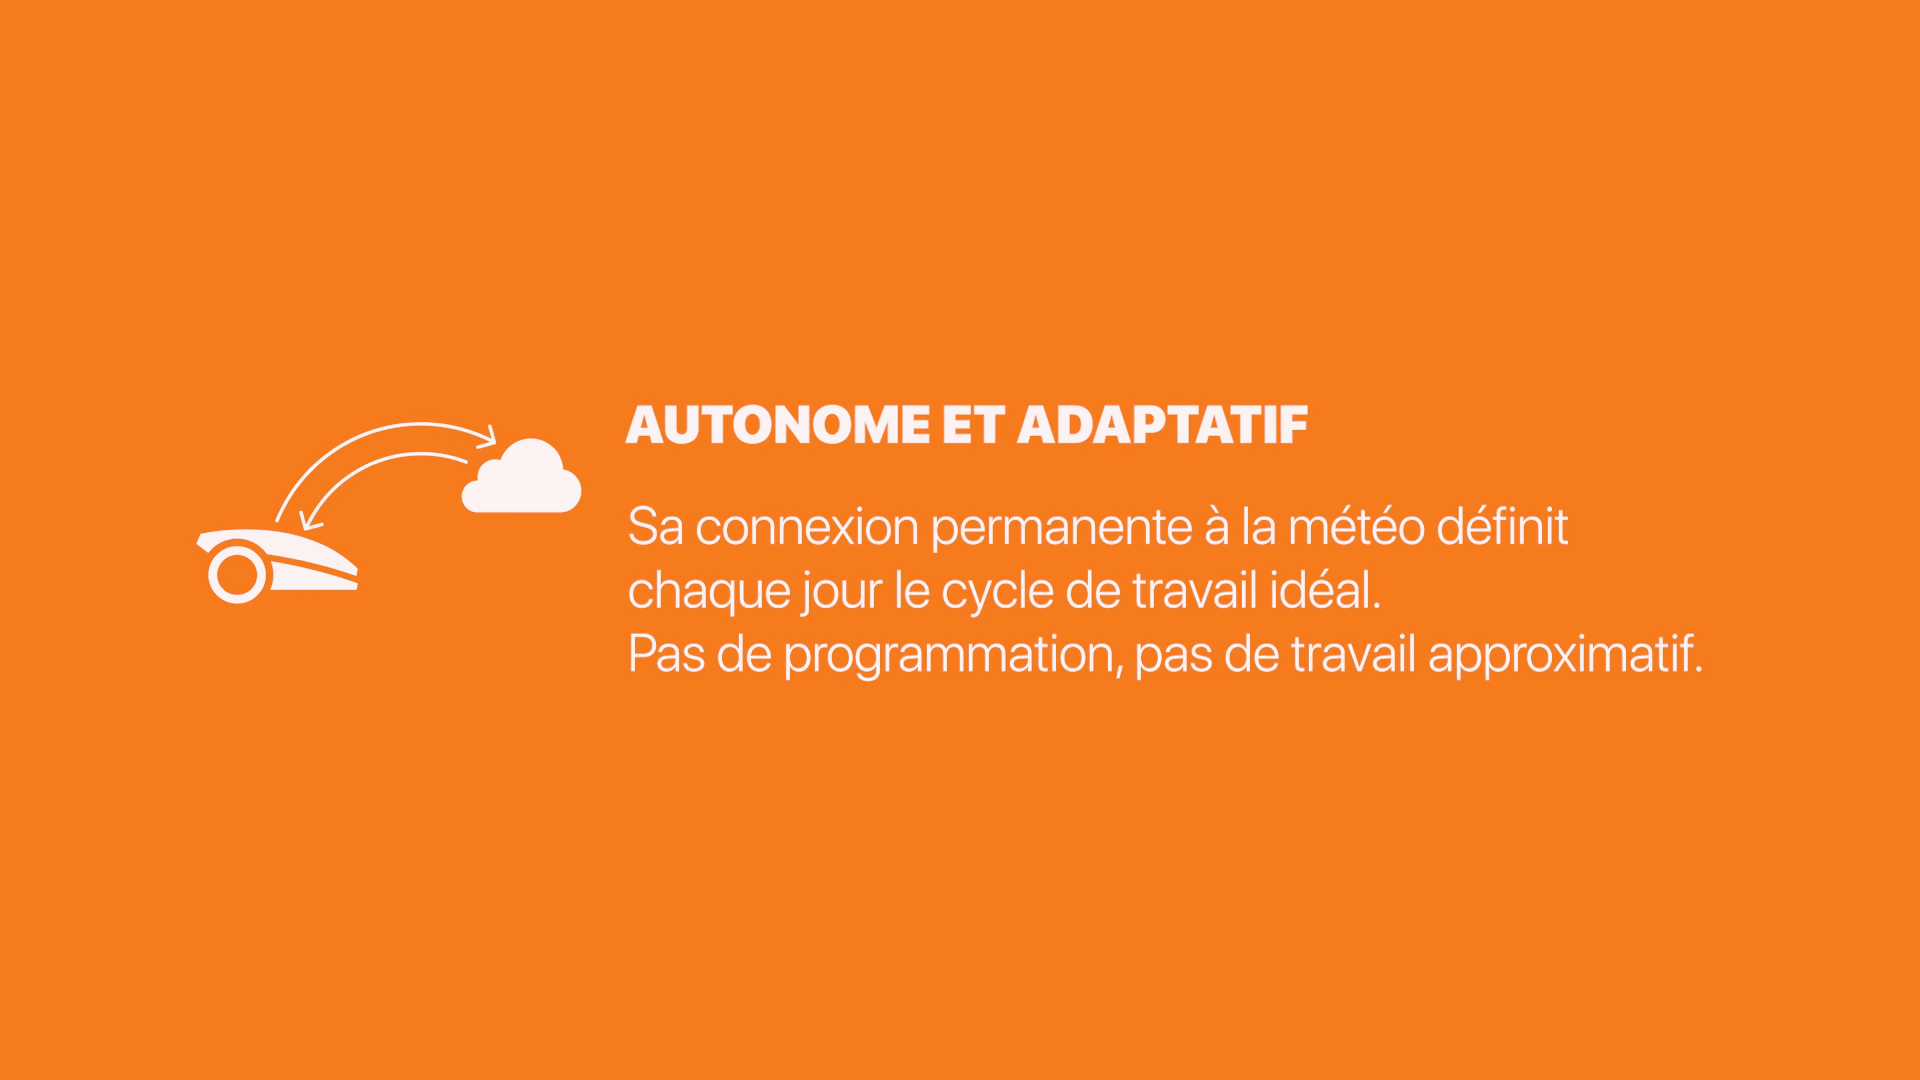 AUTONOME ET ADAPTATIF
Sa connexion permanente à la météo définit
chaque jour le cycle de travail idéal.
Pas de programmation, pas de travail approximatif.